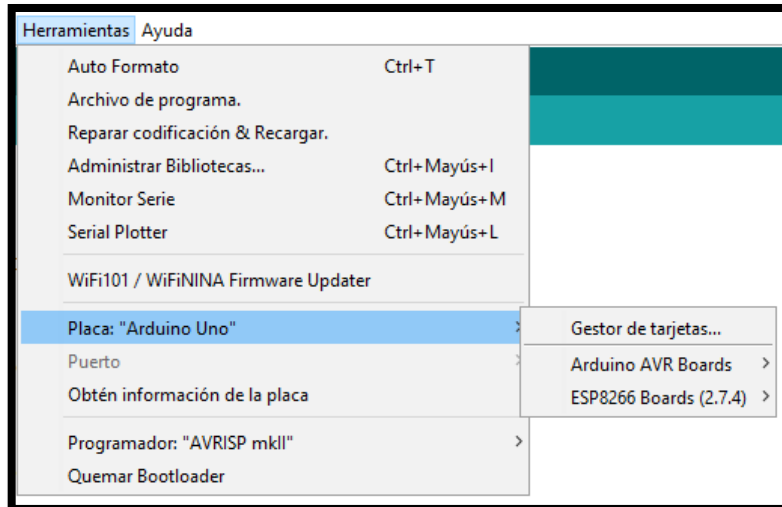 Herramientas Ayuda
Auto Formato Ctrl+T
Archivo de programa.
Reparar codificación & Recargar.
Administrar Bibliotecas... Ctrl+Mayús+I
Monitor Serie Ctrl+Mayús+M
Serial Plotter Ctrl+Mayús+L
WiFi101 / WiFiNINA Firmware Updater
Placa: "Arduino Uno"
Puerto
Obtén información de la placa
Programador: "AVRISP mkII"
Quemar Bootloader
Gestor de tarjetas...
Arduino AVR Boards
ESP8266 Boards (2.7.4)